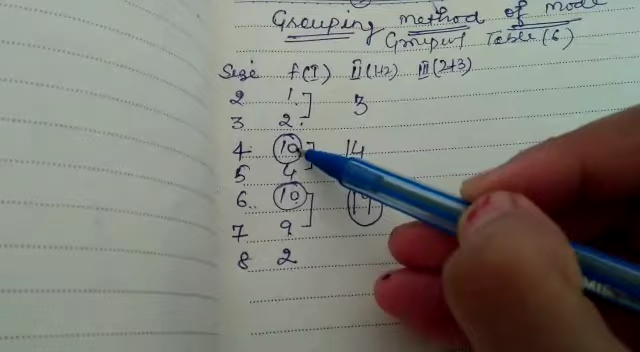 Grouping method of mode
Grouping Table (6)
Size f(I) II(1+2) III(2+3)
2 1 3
3 2
4 10 14
5 4
6 10
7 9
8 2